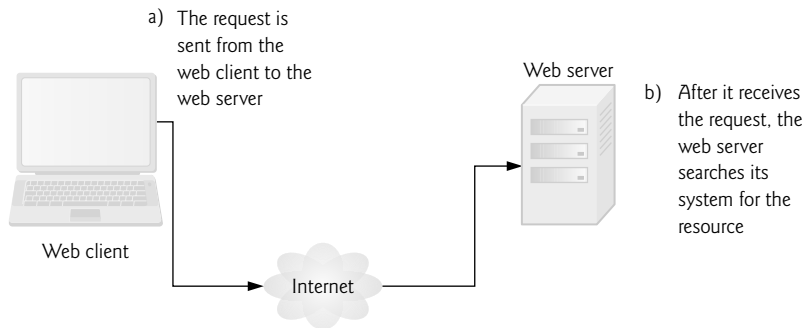 a) The request is
sent from the
web client to the
web server
Web server
b) After it receives
the request, the
web server
searches its
system for the
resource
Web client
Internet